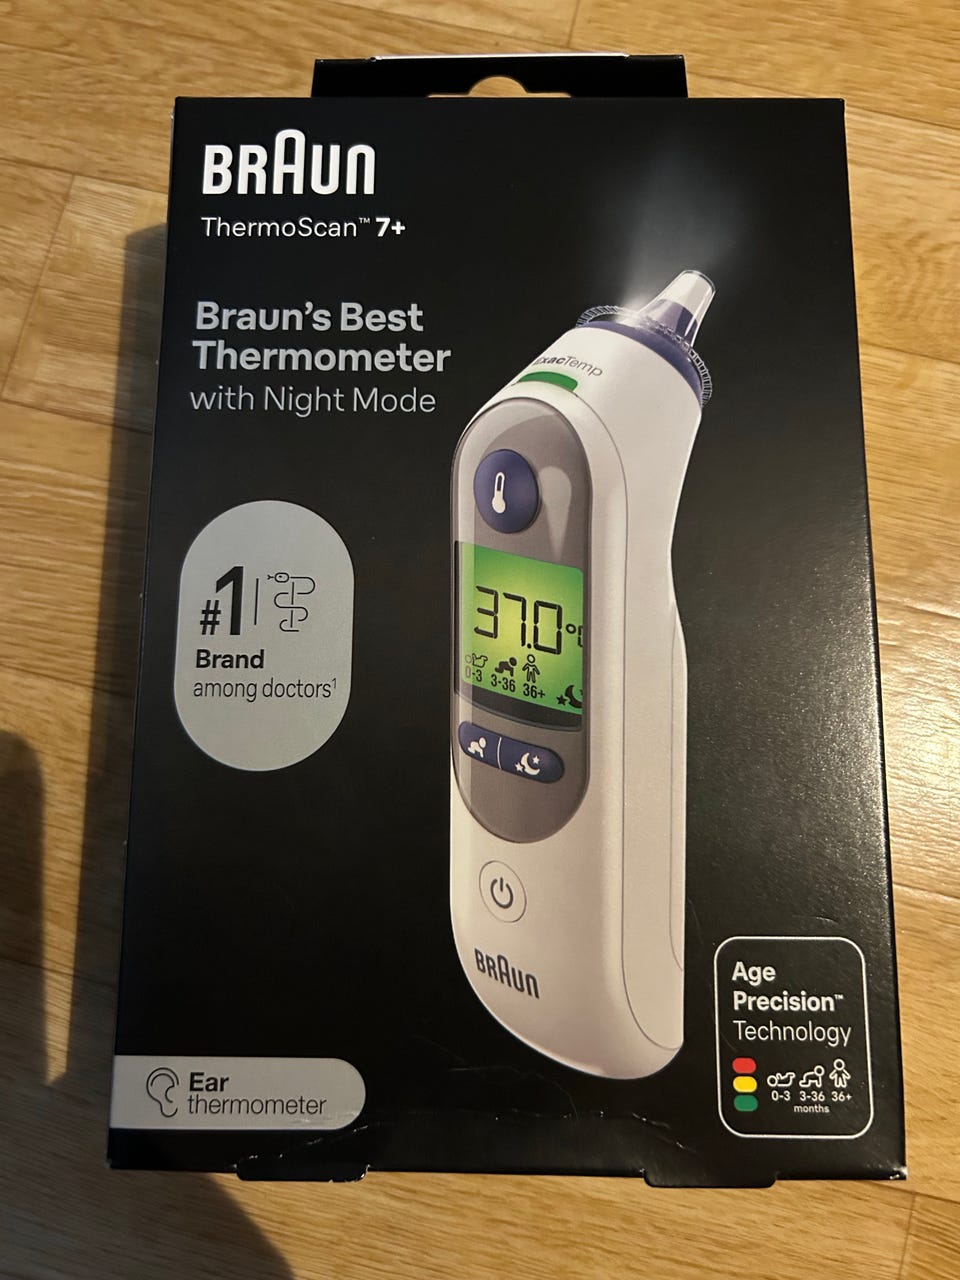 BRAUN
ThermoScan™ 7+
Braun's Best
Thermometer
with Night Mode
ExacTemp
#1
Brand
among doctors¹
37.0°
0-3 3-36 36+
BRAUN
Age
Precision™
Technology
0-3 3-36 36+
months
Ear
thermometer